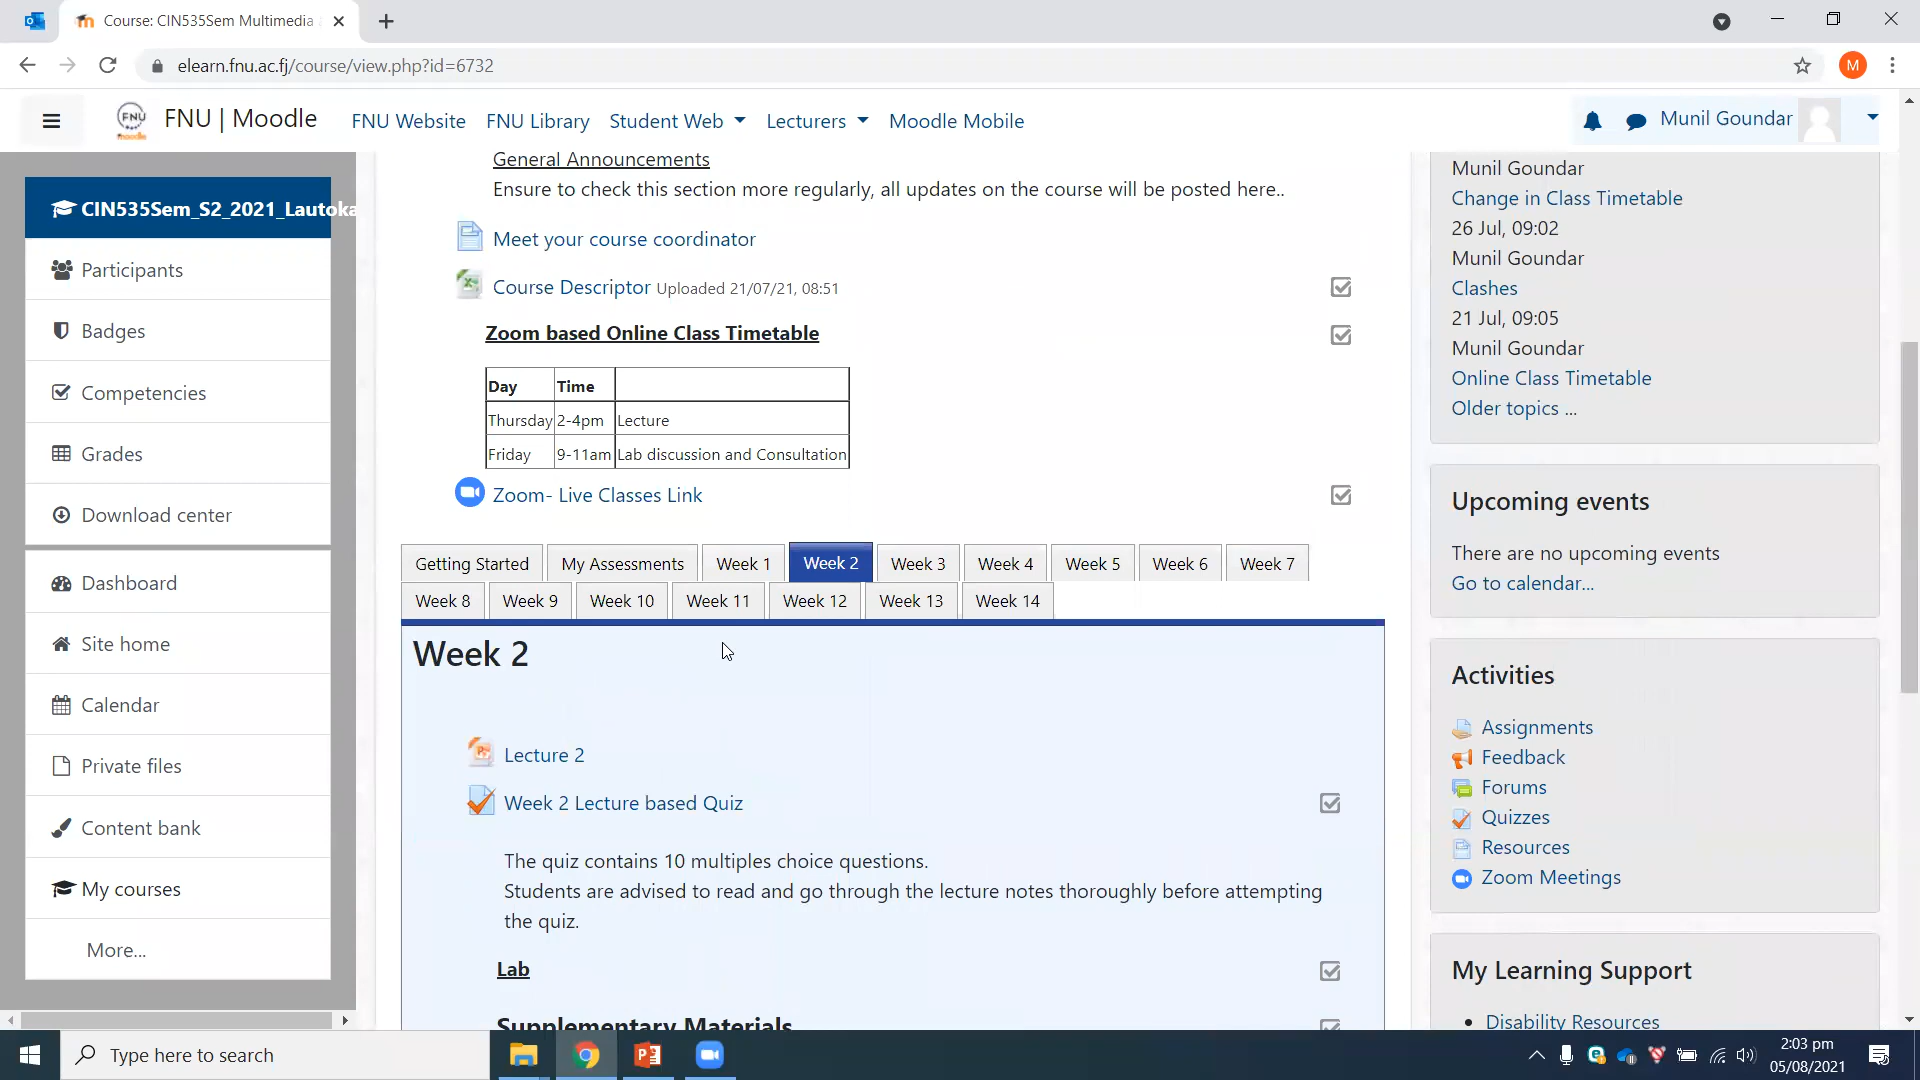 Course: CIN535Sem Multimedia
elearn.fnu.ac.fj/course/view.php?id=6732
M
FNU
moodle
FNU | Moodle
FNU Website
FNU Library
Student Web
Lecturers
Moodle Mobile
Munil Goundar
CIN535Sem_S2_2021_Lautoka
Participants
Badges
Competencies
Grades
Download center
Dashboard
Site home
Calendar
Private files
Content bank
My courses
More...
General Announcements
Ensure to check this section more regularly, all updates on the course will be posted here..
Meet your course coordinator
Course Descriptor Uploaded 21/07/21, 08:51
Zoom based Online Class Timetable
Day Time
Thursday 2-4pm Lecture
Friday 9-11am Lab discussion and Consultation
Zoom- Live Classes Link
Getting Started My Assessments Week 1 Week 2 Week 3 Week 4 Week 5 Week 6 Week 7
Week 8 Week 9 Week 10 Week 11 Week 12 Week 13 Week 14
Week 2
Lecture 2
Week 2 Lecture based Quiz
The quiz contains 10 multiples choice questions.
Students are advised to read and go through the lecture notes thoroughly before attempting
the quiz.
Lab
Supplementary Materials
Munil Goundar
Change in Class Timetable
26 Jul, 09:02
Munil Goundar
Clashes
21 Jul, 09:05
Munil Goundar
Online Class Timetable
Older topics ...
Upcoming events
There are no upcoming events
Go to calendar...
Activities
Assignments
Feedback
Forums
Quizzes
Resources
Zoom Meetings
My Learning Support
Disability Resources
Type here to search
2:03 pm
05/08/2021